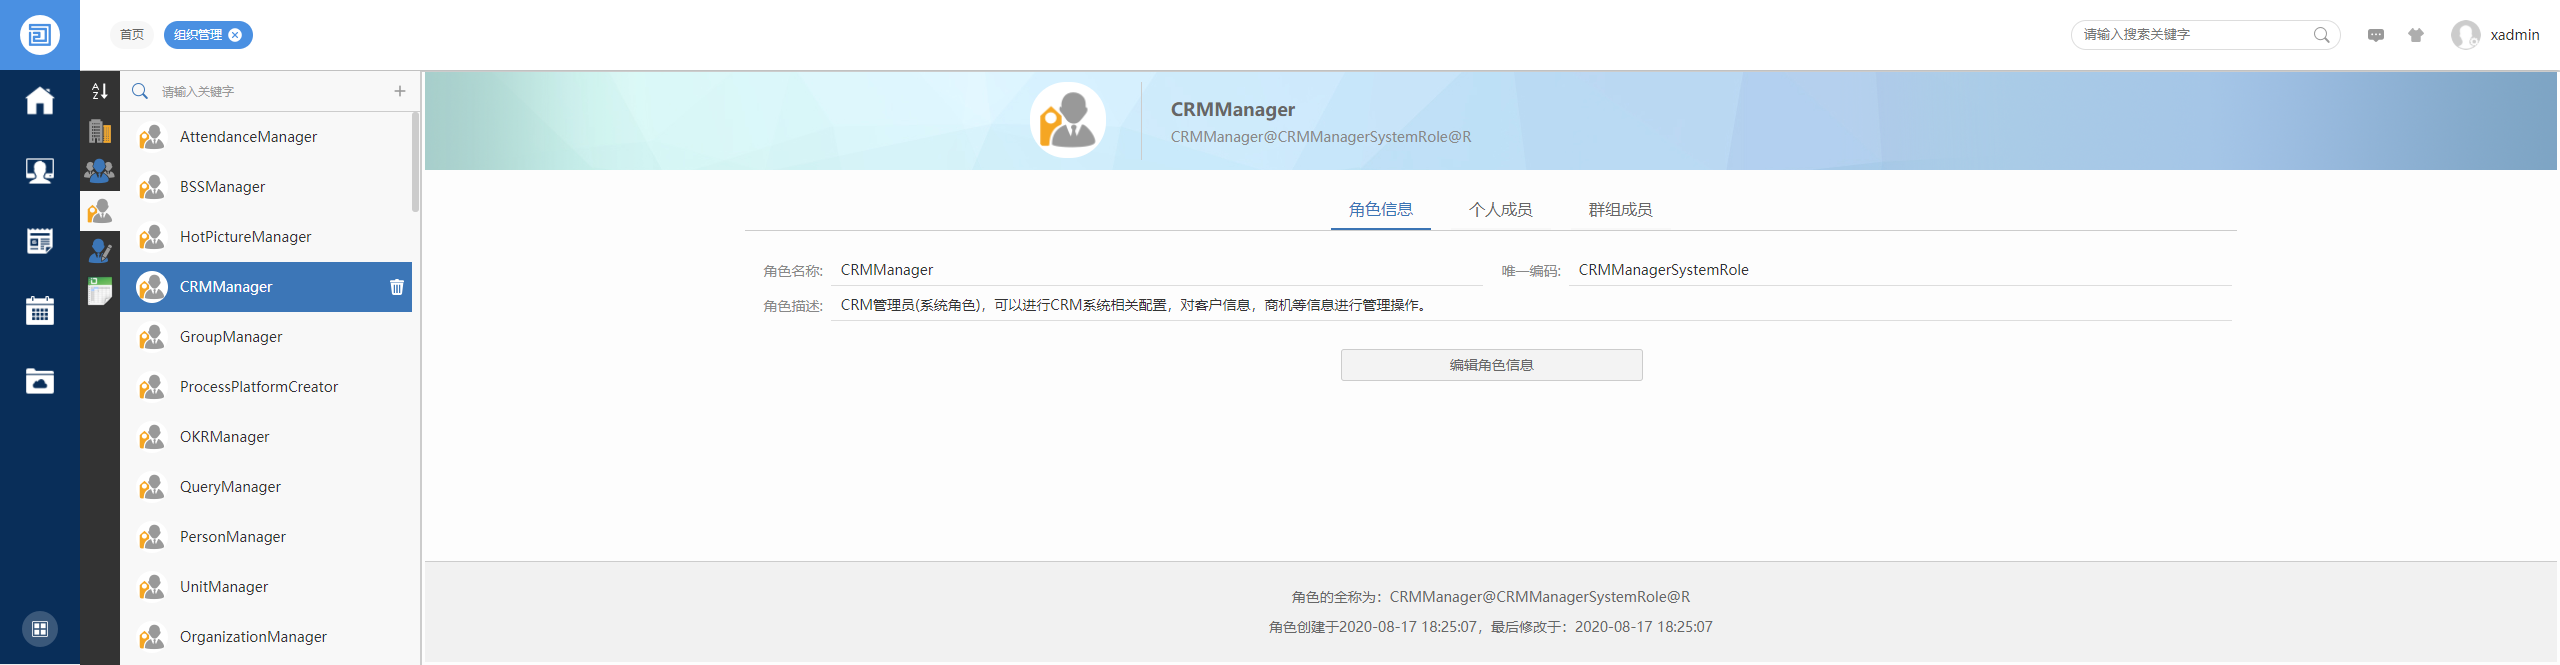 首页
组织管理
请输入搜索关键字
xadmin
A
Z
请输入关键字
AttendanceManager
BSSManager
HotPictureManager
CRMManager
GroupManager
ProcessPlatformCreator
OKRManager
QueryManager
PersonManager
UnitManager
OrganizationManager
CRMManager
CRMManager@CRMManagerSystemRole@R
角色信息
个人成员
群组成员
角色名称: CRMManager
唯一编码: CRMManagerSystemRole
角色描述: CRM管理员(系统角色)，可以进行CRM系统相关配置，对客户信息，商机等信息进行管理操作。
编辑角色信息
角色的全称为：CRMManager@CRMManagerSystemRole@R
角色创建于2020-08-17 18:25:07，最后修改于：2020-08-17 18:25:07